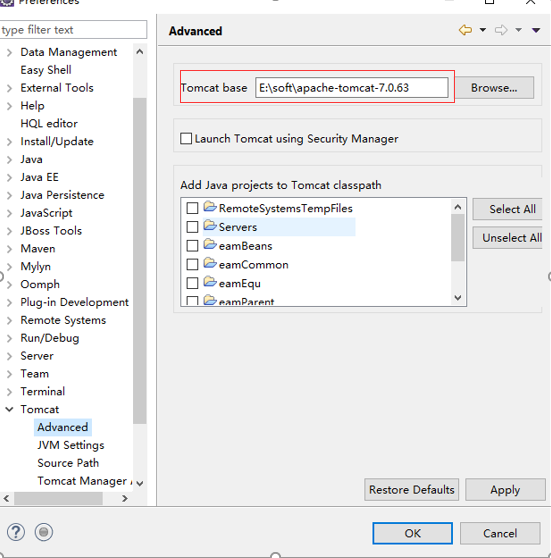 Preferences
type filter text
Data Management
Easy Shell
External Tools
Help
HQL editor
Install/Update
Java
Java EE
Java Persistence
JavaScript
JBoss Tools
Maven
Mylyn
Oomph
Plug-in Development
Remote Systems
Run/Debug
Server
Team
Terminal
Tomcat
Advanced
JVM Settings
Source Path
Tomcat Manager
Advanced
Tomcat base E:\soft\apache-tomcat-7.0.63 Browse...
Launch Tomcat using Security Manager
Add Java projects to Tomcat classpath
RemoteSystemsTempFiles
Servers
eamBeans
eamCommon
eamEqu
eamParent
Select All
Unselect All
Restore Defaults Apply
OK Cancel